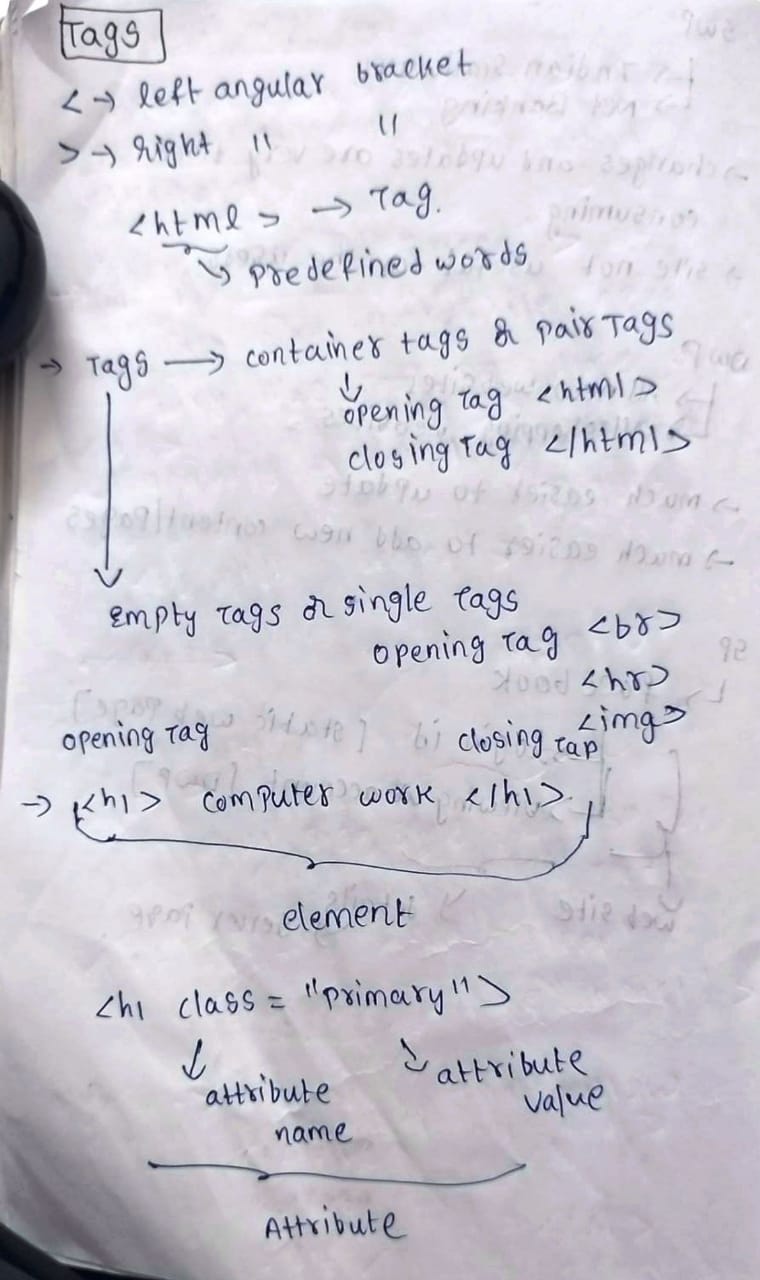 Tags
< → left angular bracket
> → right " "
<html> → Tag.
↳ predefined words
→ Tags → container tags & pair Tags
↓
opening Tag <html>
closing Tag </html>
Empty Tags or single Tags
opening Tag <br>
<hr>
<img>
opening Tag closing Tap
→ <h1> computer work </h1>.
element
<h1 class = "primary">
attribute name
attribute value
Attribute